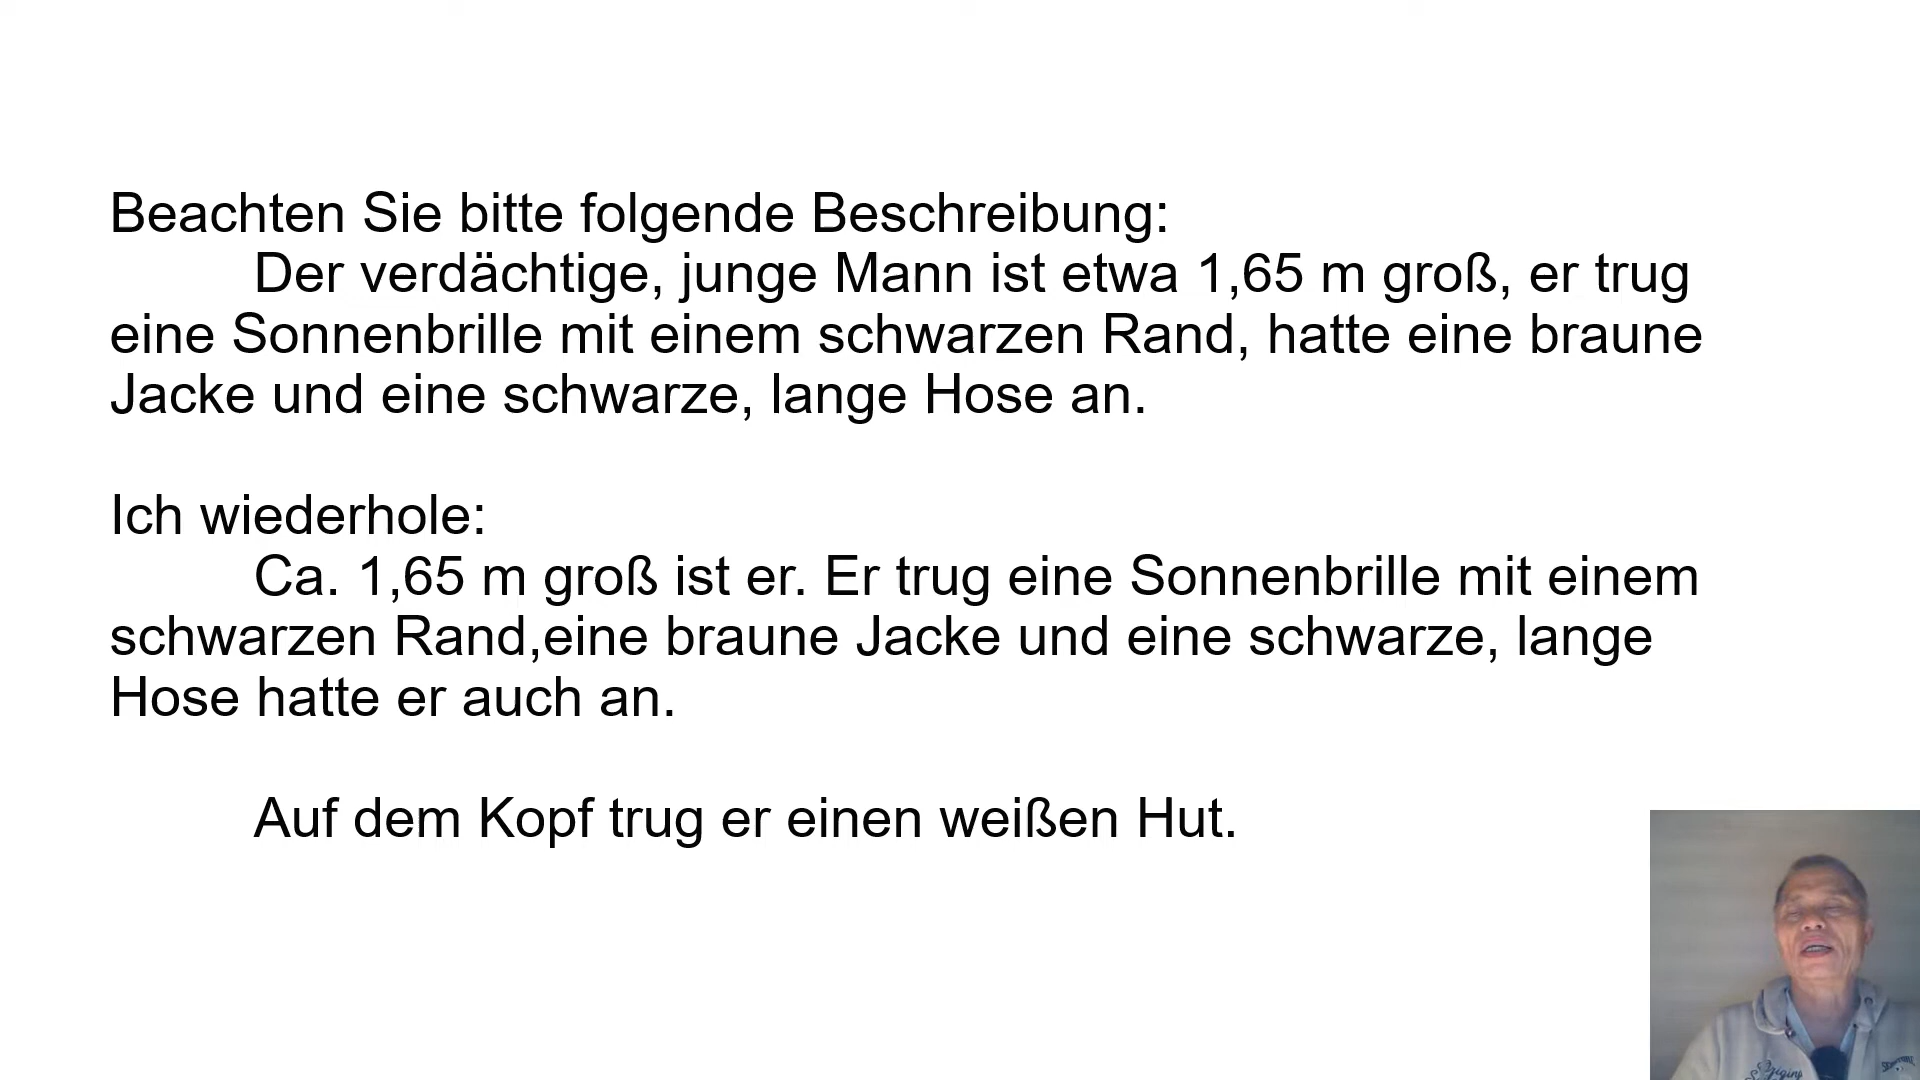 Beachten Sie bitte folgende Beschreibung:
Der verdächtige, junge Mann ist etwa 1,65 m groß, er trug
eine Sonnenbrille mit einem schwarzen Rand, hatte eine braune
Jacke und eine schwarze, lange Hose an.
Ich wiederhole:
Ca. 1,65 m groß ist er. Er trug eine Sonnenbrille mit einem
schwarzen Rand,eine braune Jacke und eine schwarze, lange
Hose hatte er auch an.
Auf dem Kopf trug er einen weißen Hut.